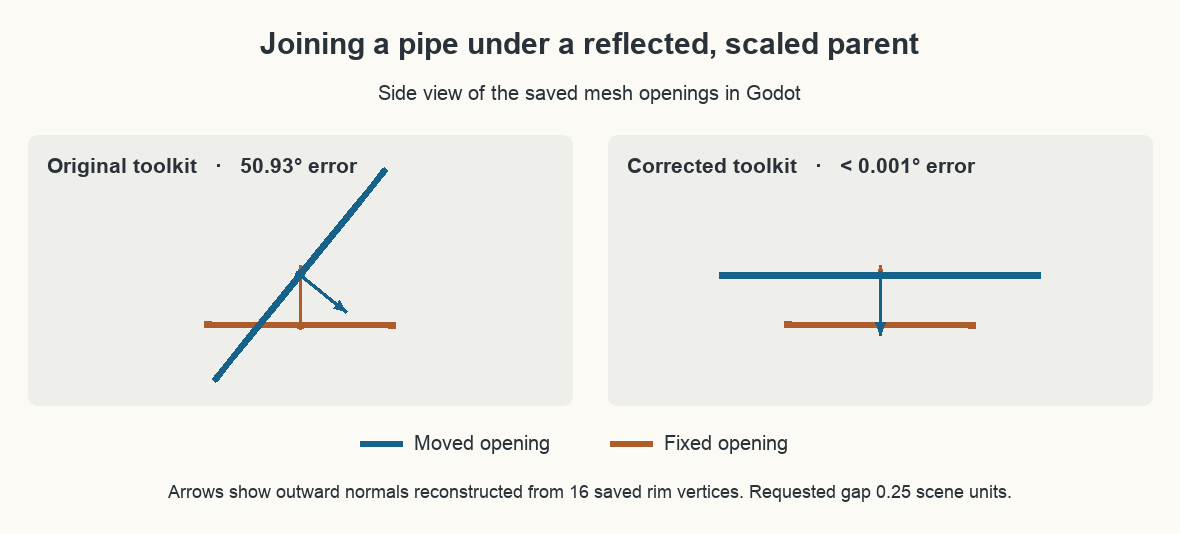 Joining a pipe under a reflected, scaled parent
Side view of the saved mesh openings in Godot
Original toolkit · 50.93° error
Corrected toolkit · < 0.001° error
Moved opening
Fixed opening
Arrows show outward normals reconstructed from 16 saved rim vertices. Requested gap 0.25 scene units.